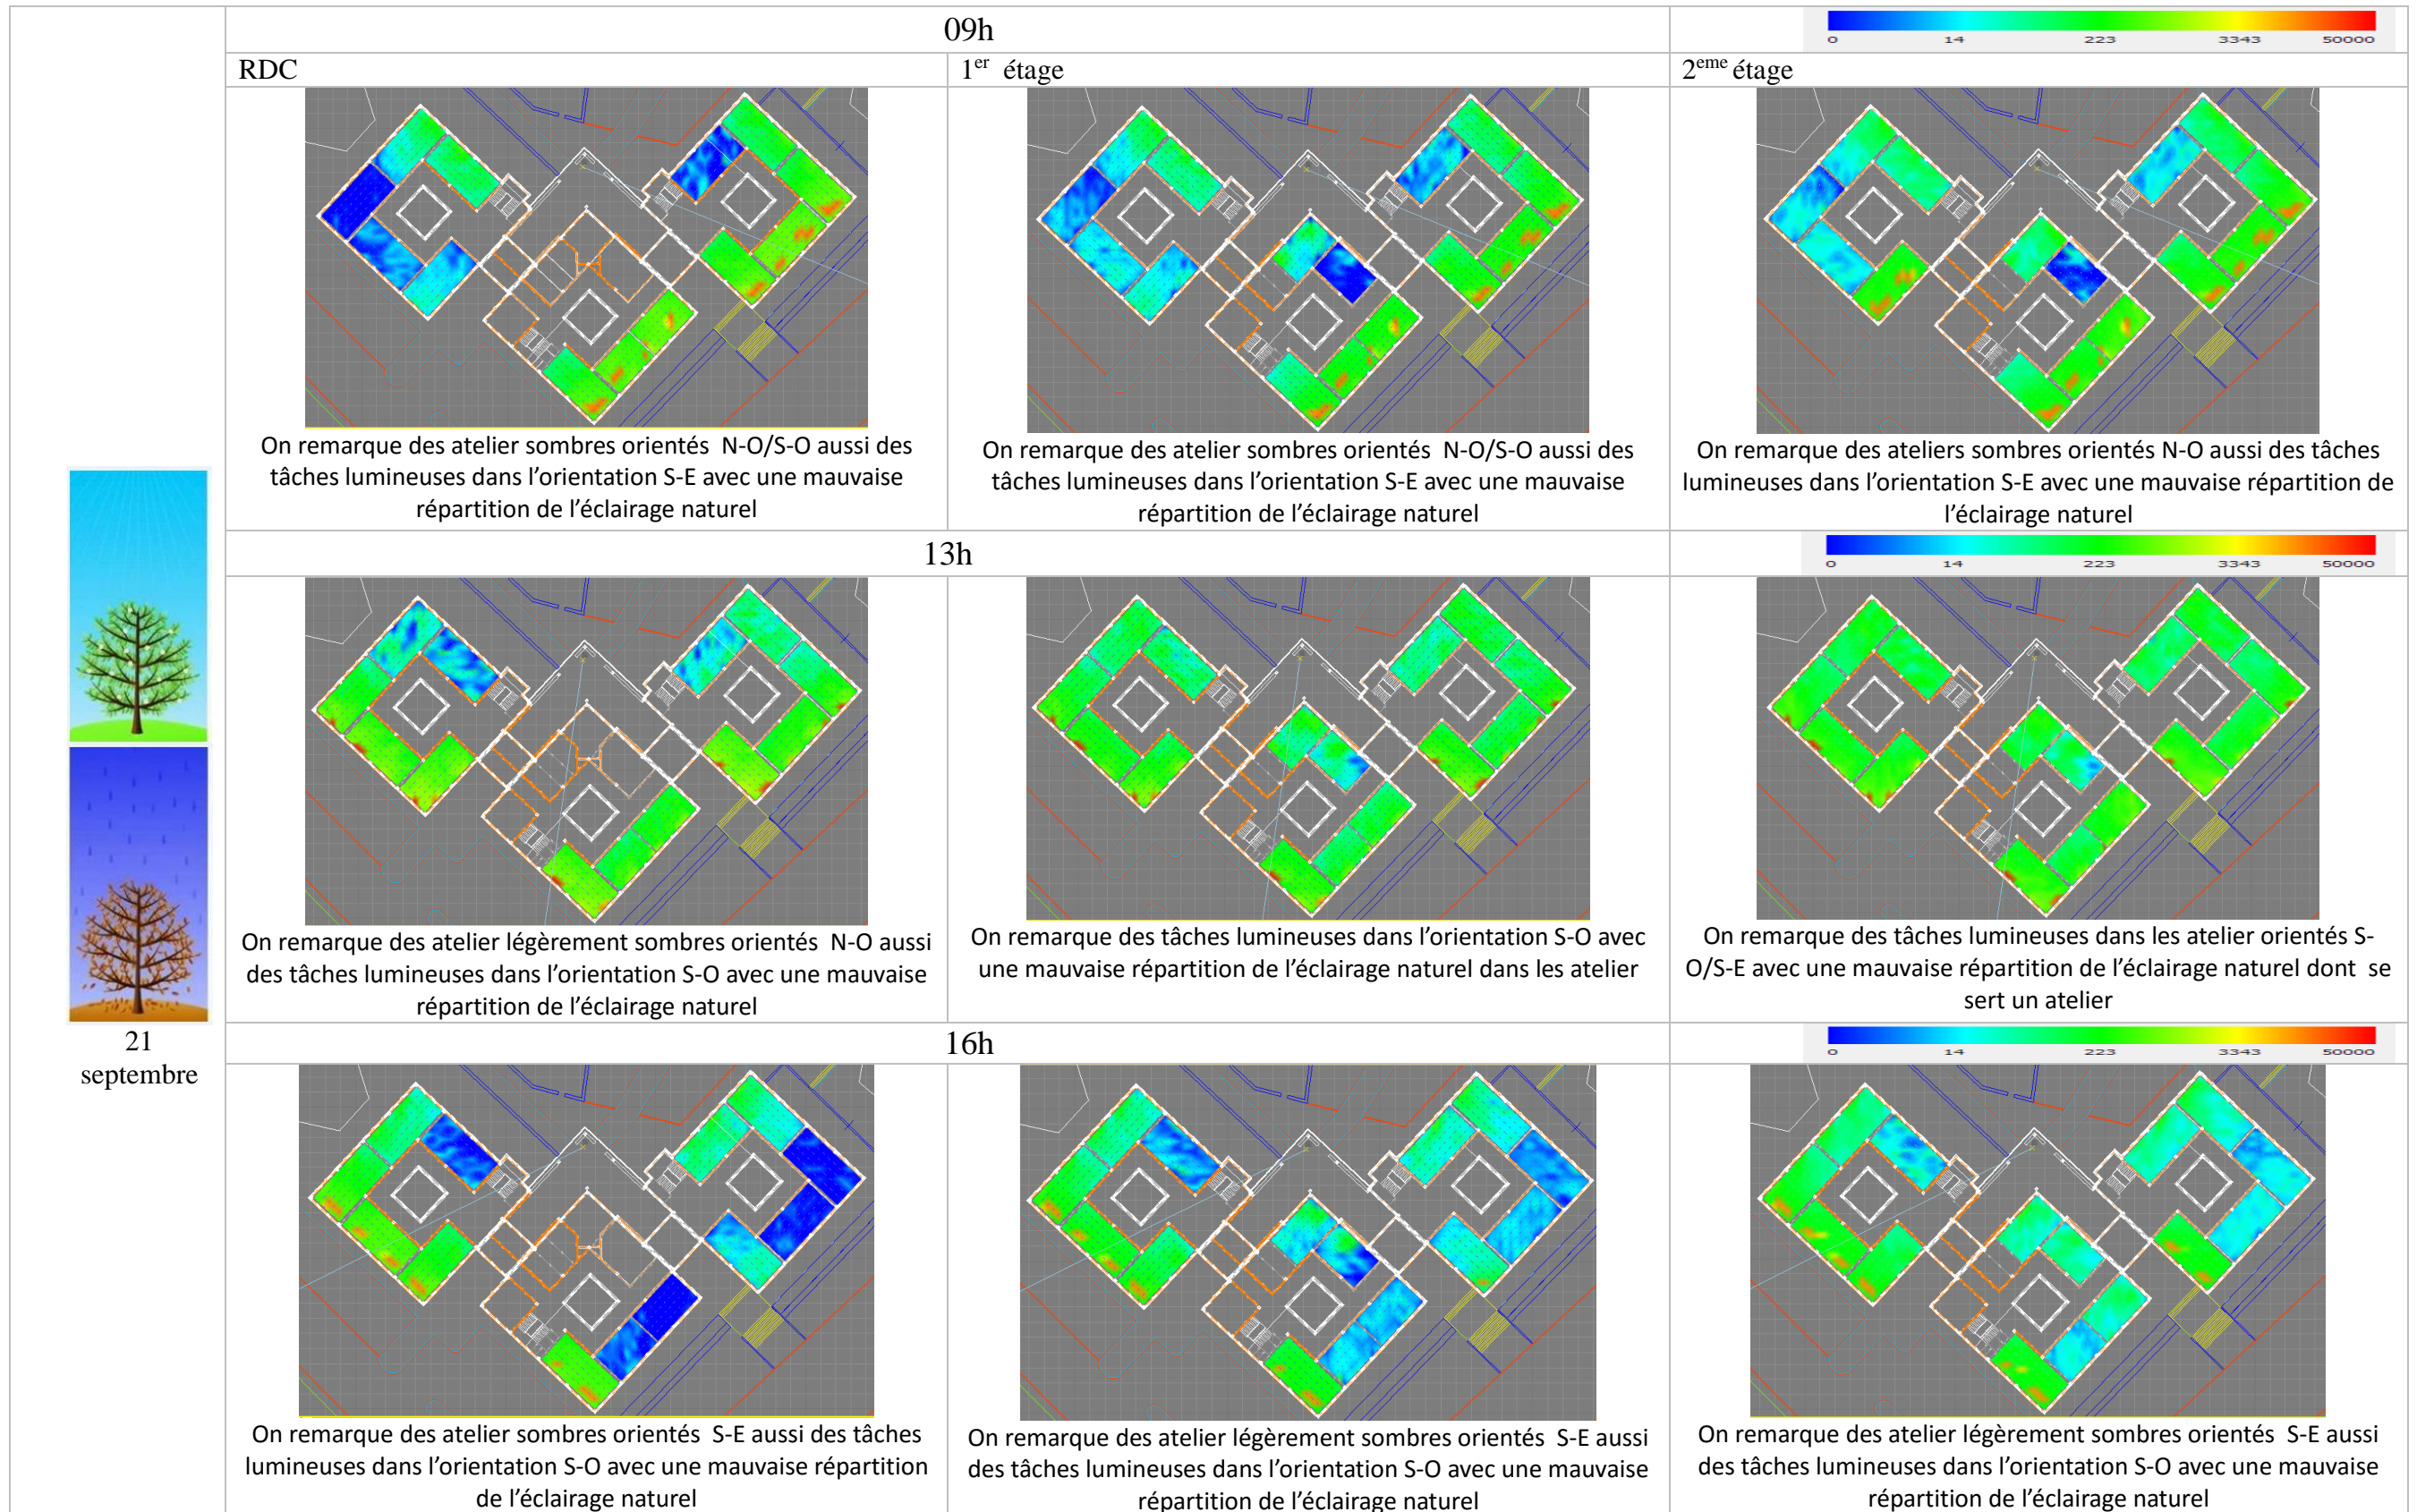 09h
0 14 223 3343 50000
RDC
1er étage
2eme étage
On remarque des atelier sombres orientés N-O/S-O aussi des
tâches lumineuses dans l’orientation S-E avec une mauvaise
répartition de l’éclairage naturel
On remarque des atelier sombres orientés N-O/S-O aussi des
tâches lumineuses dans l’orientation S-E avec une mauvaise
répartition de l’éclairage naturel
On remarque des ateliers sombres orientés N-O aussi des tâches
lumineuses dans l’orientation S-E avec une mauvaise répartition de
l’éclairage naturel
13h
0 14 223 3343 50000
On remarque des atelier légèrement sombres orientés N-O aussi
des tâches lumineuses dans l’orientation S-O avec une mauvaise
répartition de l’éclairage naturel
On remarque des tâches lumineuses dans l’orientation S-O avec
une mauvaise répartition de l’éclairage naturel dans les atelier
On remarque des tâches lumineuses dans les atelier orientés S-
O/S-E avec une mauvaise répartition de l’éclairage naturel dont se
sert un atelier
21
septembre
16h
0 14 223 3343 50000
On remarque des atelier sombres orientés S-E aussi des tâches
lumineuses dans l’orientation S-O avec une mauvaise répartition
de l’éclairage naturel
On remarque des atelier légèrement sombres orientés S-E aussi
des tâches lumineuses dans l’orientation S-O avec une mauvaise
répartition de l’éclairage naturel
On remarque des atelier légèrement sombres orientés S-E aussi
des tâches lumineuses dans l’orientation S-O avec une mauvaise
répartition de l’éclairage naturel